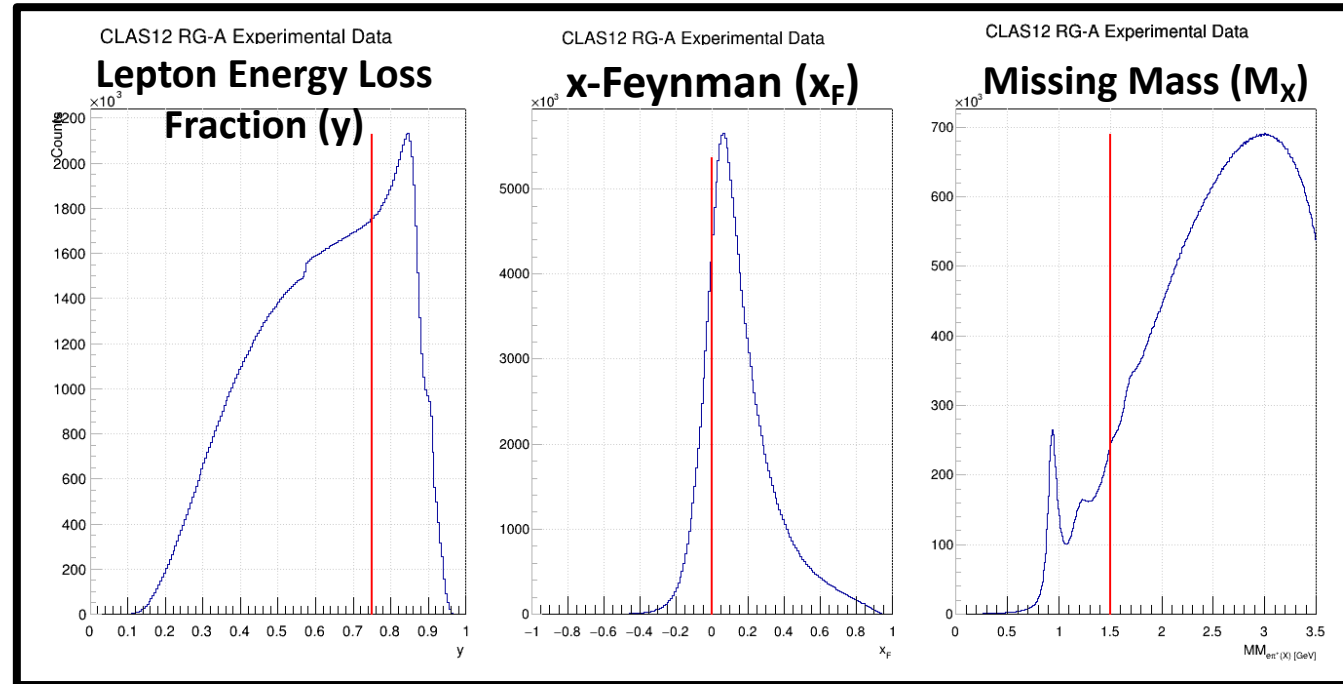 CLAS12 RG-A Experimental Data
Lepton Energy Loss
Fraction (y)
×10³
Counts
2200
2000
1800
1600
1400
1200
1000
800
600
400
200
0
0 0.1 0.2 0.3 0.4 0.5 0.6 0.7 0.8 0.9 1
y
CLAS12 RG-A Experimental Data
x-Feynman (x_F)
×10³
5000
4000
3000
2000
1000
0
−1 −0.8 −0.6 −0.4 −0.2 0 0.2 0.4 0.6 0.8 1
x_F
CLAS12 RG-A Experimental Data
Missing Mass (M_X)
×10³
700
600
500
400
300
200
100
0
0 0.5 1 1.5 2 2.5 3 3.5
MM_eπ⁺(X) [GeV]